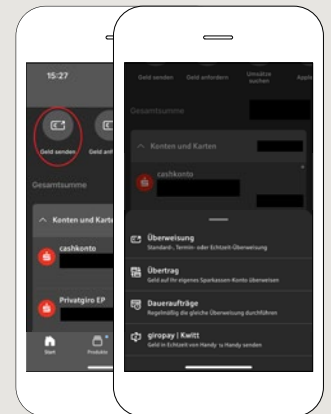 15:27
Geld senden
Geld anf
Gesamtsumme
Konten und Karte
cashkonto
Privatgiro EP
Start
Produkte
Geld senden
Geld anfordern
Umsätze suchen
Apple
Gesamtsumme
Konten und Karten
cashkonto
Überweisung
Standard-, Termin- oder Echtzeit-Überweisung
Übertrag
Geld auf Ihr eigenes Sparkassen-Konto überweisen
Daueraufträge
Regelmäßig die gleiche Überweisung durchführen
giropay | Kwitt
Geld in Echtzeit von Handy zu Handy senden